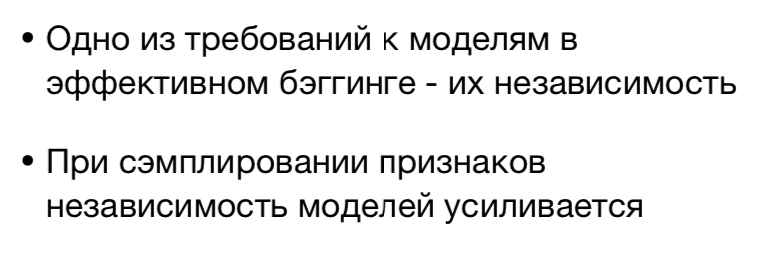 • Одно из требований к моделям в
эффективном бэггинге - их независимость
• При сэмплировании признаков
независимость моделей усиливается